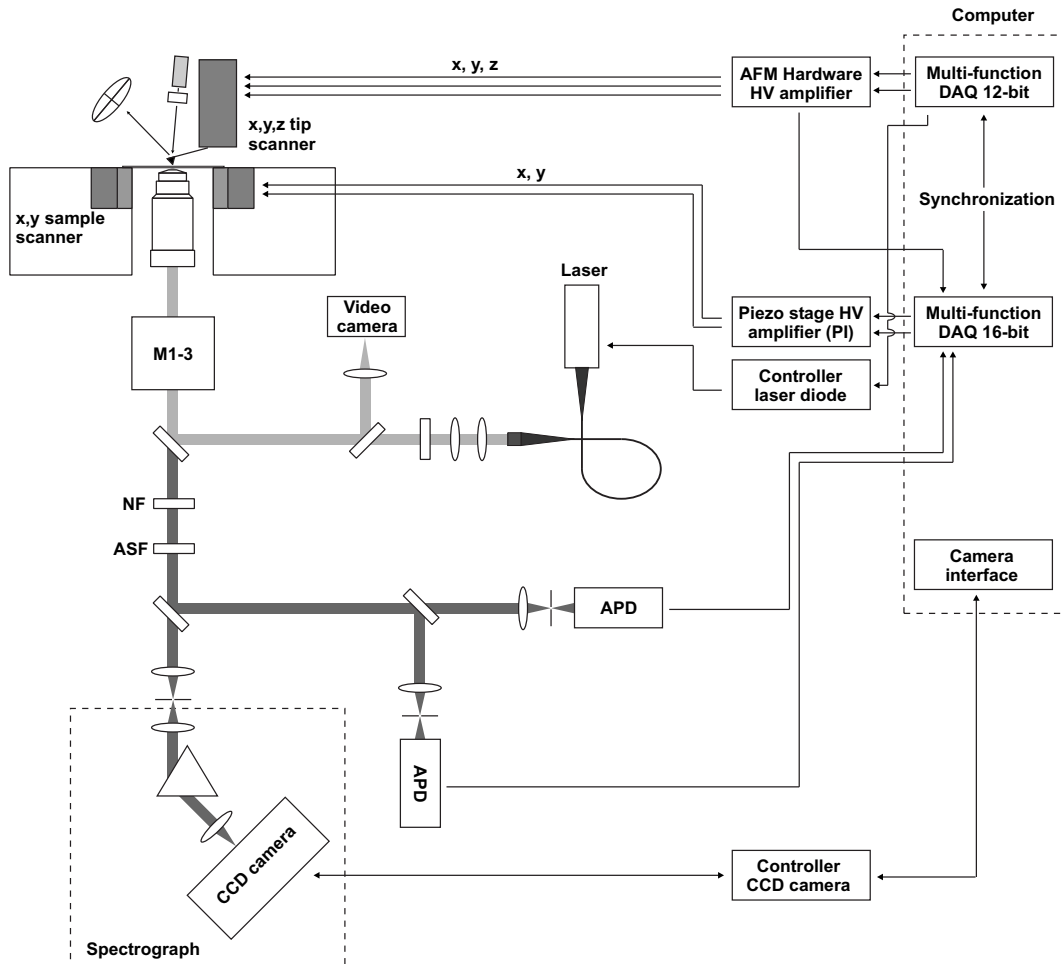 Computer
x, y, z
AFM Hardware
HV amplifier
Multi-function
DAQ 12-bit
x,y,z tip
scanner
x, y
Synchronization
x,y sample
scanner
Laser
Video
camera
Piezo stage HV
amplifier (PI)
Multi-function
DAQ 16-bit
M1-3
Controller
laser diode
NF
ASF
Camera
interface
APD
APD
CCD camera
Controller
CCD camera
Spectrograph